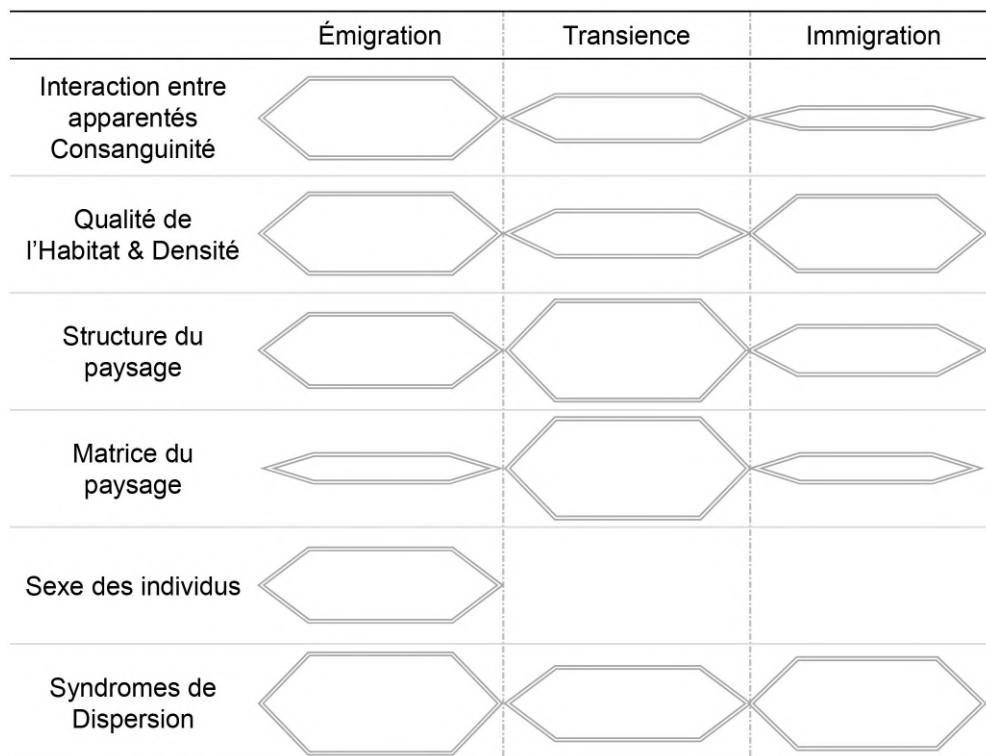 Émigration Transience Immigration
Interaction entre
apparentés
Consanguinité
Qualité de
l'Habitat & Densité
Structure du
paysage
Matrice du
paysage
Sexe des individus
Syndromes de
Dispersion